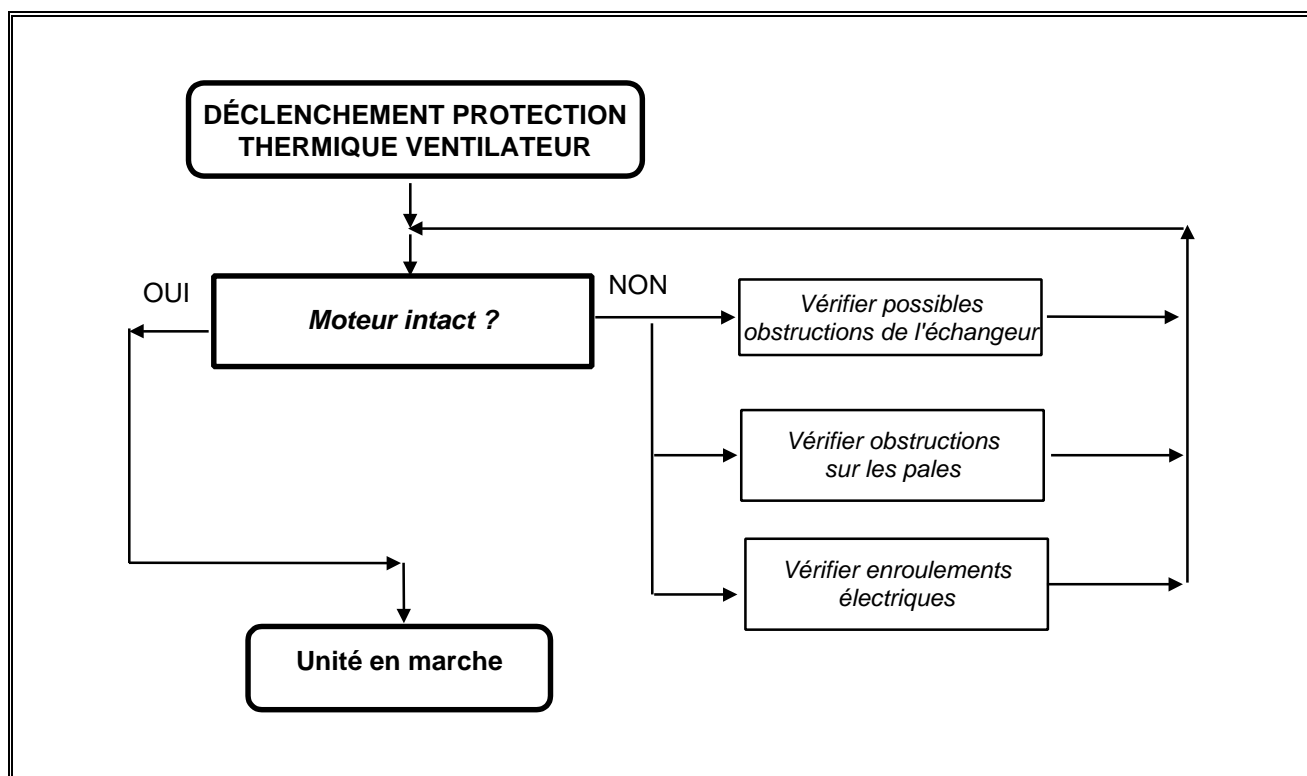 DÉCLENCHEMENT PROTECTION
THERMIQUE VENTILATEUR
OUI
Moteur intact ?
NON
Vérifier possibles
obstructions de l'échangeur
Vérifier obstructions
sur les pales
Vérifier enroulements
électriques
Unité en marche